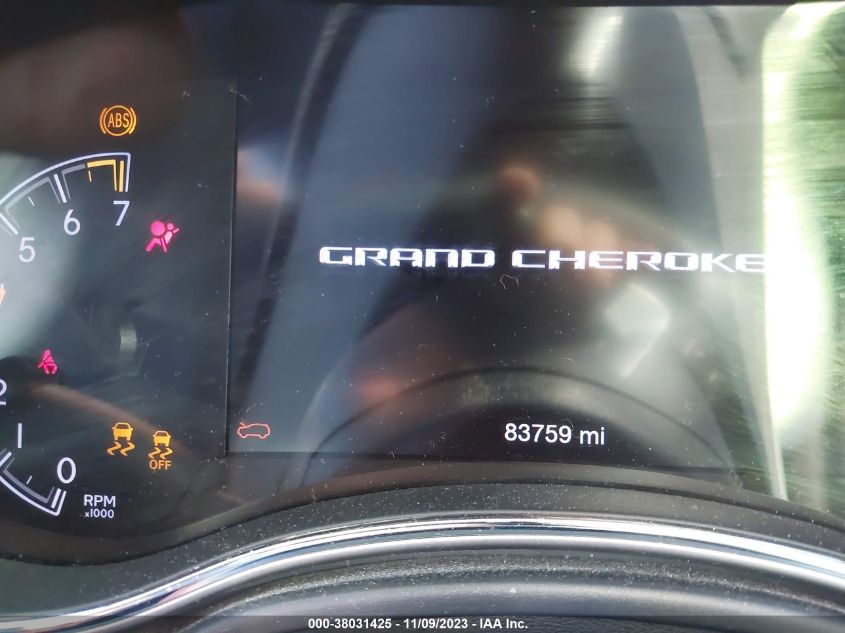 ABS
7
6
5
GRAND CHEROKE
2
1
83759 mi
OFF
0
RPM
x1000
000-38031425 - 11/09/2023 - IAA Inc.